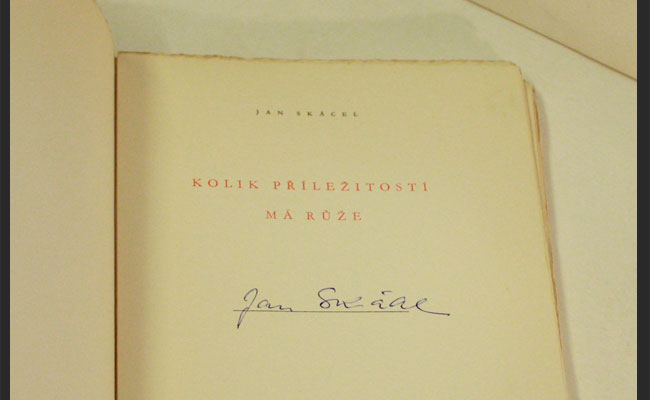 JAN SKÁCEL
KOLIK PŘÍLEŽITOSTÍ
MÁ RŮŽE
Jan Skácel